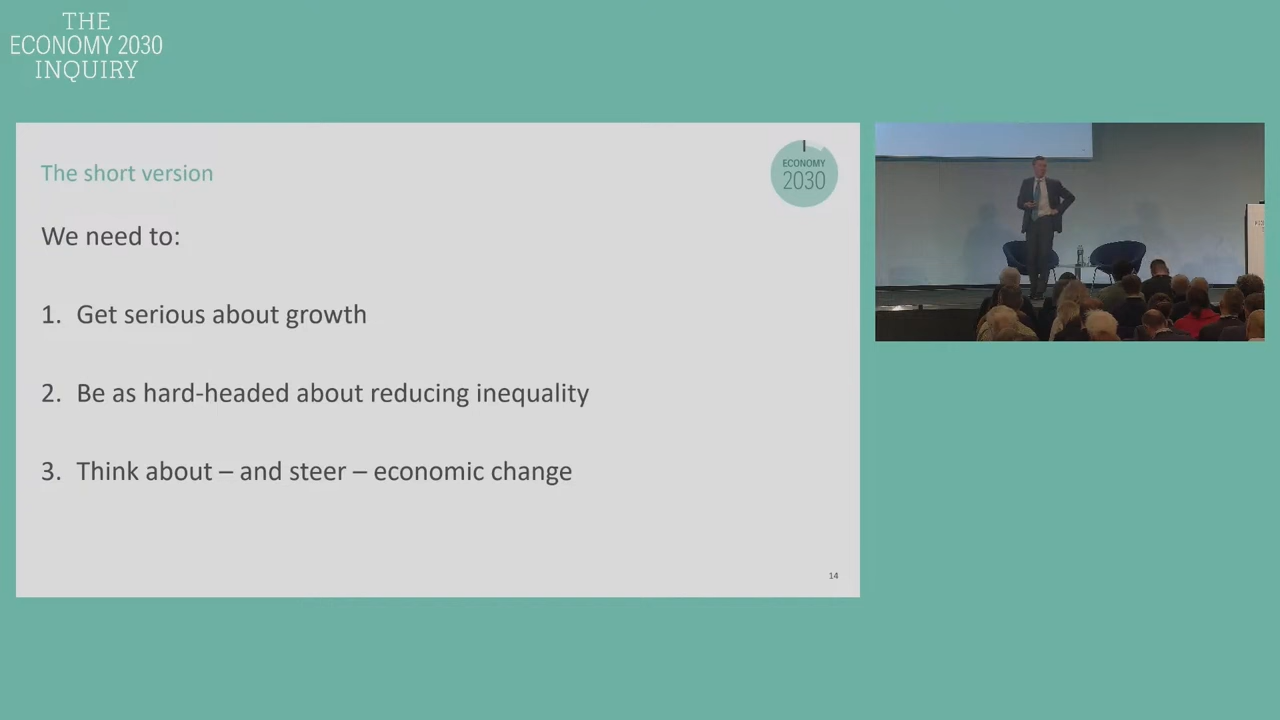 THE
ECONOMY 2030
INQUIRY
The short version
ECONOMY
2030
We need to:
1. Get serious about growth
2. Be as hard-headed about reducing inequality
3. Think about – and steer – economic change
14